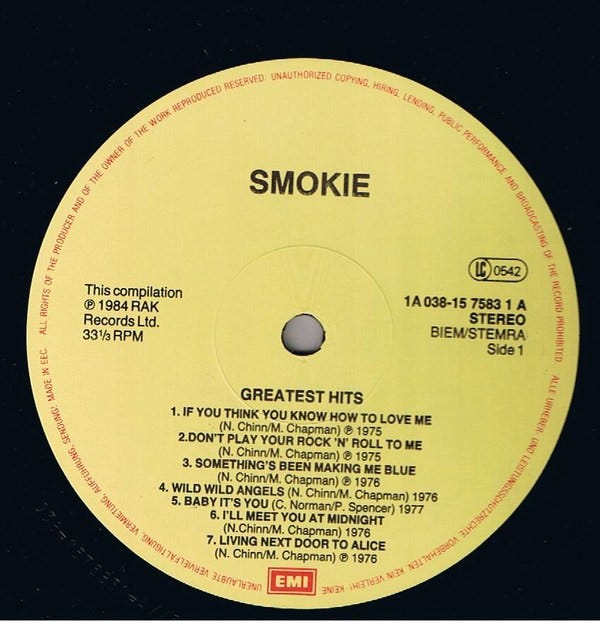 ALL RIGHTS OF THE PRODUCER AND OF THE OWNER OF THE WORK REPRODUCED RESERVED. UNAUTHORIZED COPYING, HIRING, LENDING, PUBLIC PERFORMANCE AND BROADCASTING OF THE RECORD PROHIBITED. ALLE URHEBER- UND LEISTUNGSSCHUTZRECHTE VORBEHALTEN. KEIN VERLEIH! KEINE UNERLAUBTE VERVIELFÄLTIGUNG, VERMIETUNG, AUFFÜHRUNG, SENDUNG! MADE IN EEC.
SMOKIE
LC 0542
This compilation
℗ 1984 RAK
Records Ltd.
33⅓ RPM
1A 038-15 7583 1 A
STEREO
BIEM/STEMRA
Side 1
GREATEST HITS
1. IF YOU THINK YOU KNOW HOW TO LOVE ME
(N. Chinn/M. Chapman) ℗ 1975
2.DON'T PLAY YOUR ROCK 'N' ROLL TO ME
(N. Chinn/M. Chapman) ℗ 1975
3. SOMETHING'S BEEN MAKING ME BLUE
(N. Chinn/M. Chapman) ℗ 1976
4. WILD WILD ANGELS (N. Chinn/M. Chapman) 1976
5. BABY IT'S YOU (C. Norman/P. Spencer) 1977
6. I'LL MEET YOU AT MIDNIGHT
(N.Chinn/M. Chapman) ℗ 1976
7. LIVING NEXT DOOR TO ALICE
(N. Chinn/M. Chapman) ℗ 1976
EMI